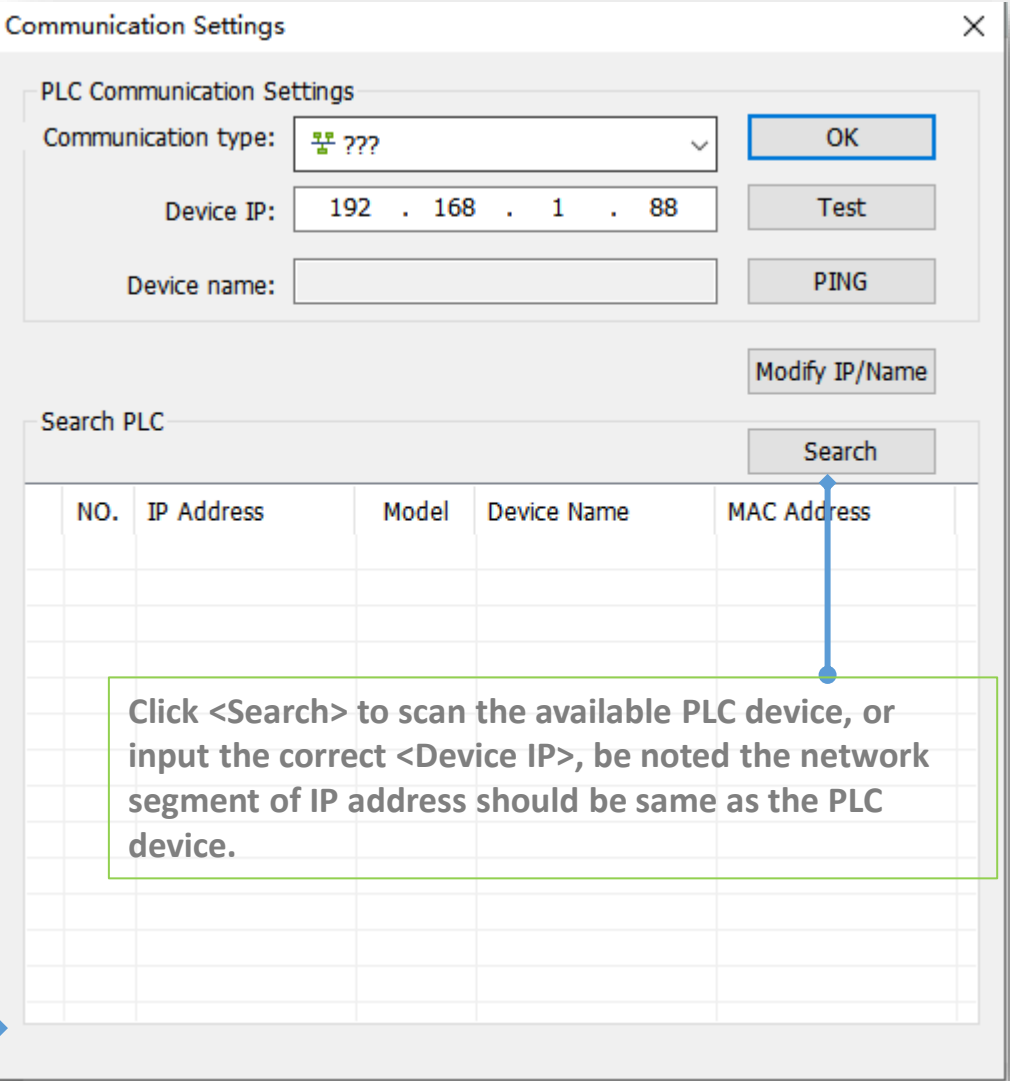 Communication Settings
PLC Communication Settings
Communication type: ??? OK
Device IP: 192 . 168 . 1 . 88 Test
Device name: PING
Modify IP/Name
Search PLC
Search
NO. IP Address Model Device Name MAC Address
Click <Search> to scan the available PLC device, or
input the correct <Device IP>, be noted the network
segment of IP address should be same as the PLC
device.